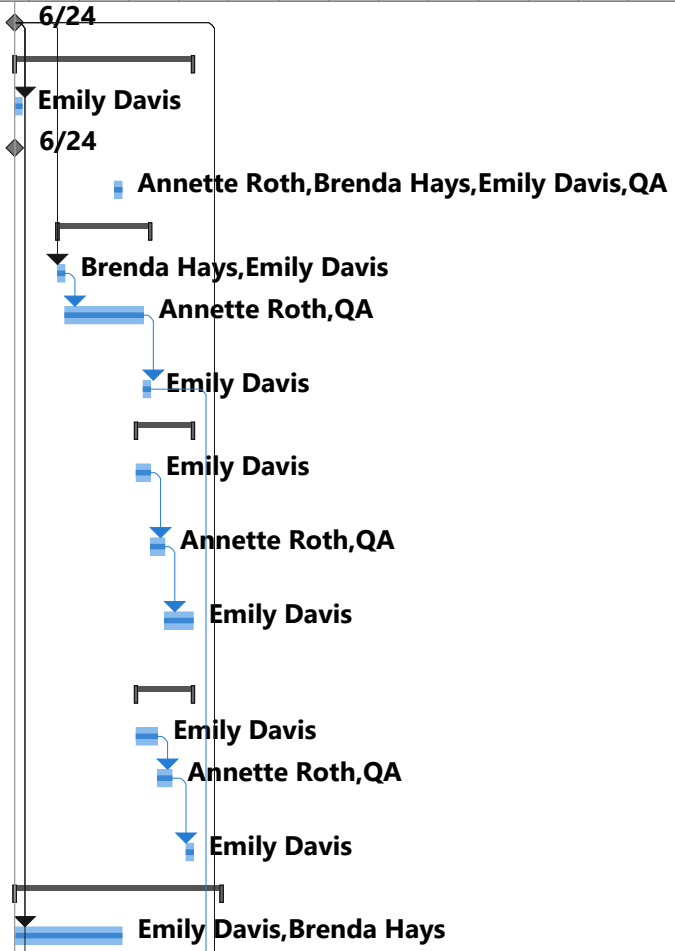 6/24
Emily Davis
6/24
Annette Roth,Brenda Hays,Emily Davis,QA
Brenda Hays,Emily Davis
Annette Roth,QA
Emily Davis
Emily Davis
Annette Roth,QA
Emily Davis
Emily Davis
Annette Roth,QA
Emily Davis
Emily Davis,Brenda Hays